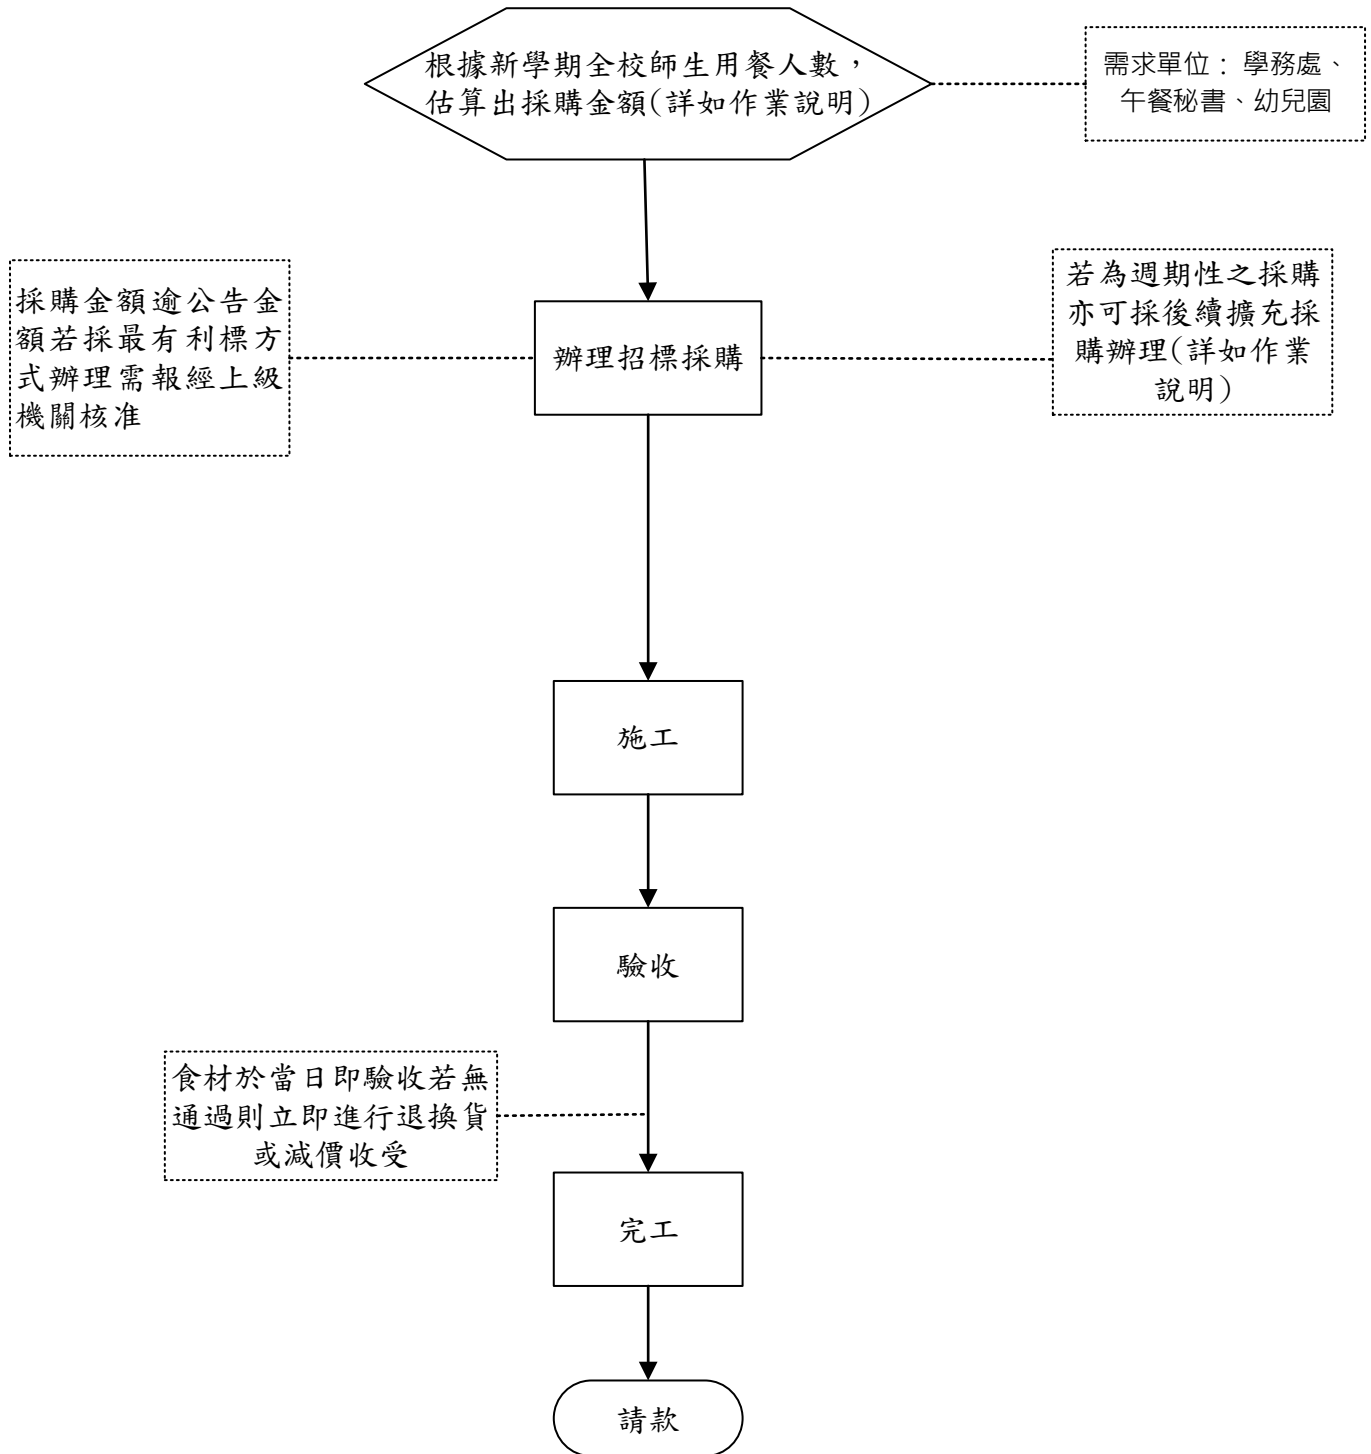 根據新學期全校師生用餐人數，
估算出採購金額(詳如作業說明)
需求單位：學務處、
午餐秘書、幼兒園
採購金額逾公告金
額若採最有利標方
式辦理需報經上級
機關核准
辦理招標採購
若為週期性之採購
亦可採後續擴充採
購辦理(詳如作業
說明)
施工
驗收
食材於當日即驗收若無
通過則立即進行退換貨
或減價收受
完工
請款